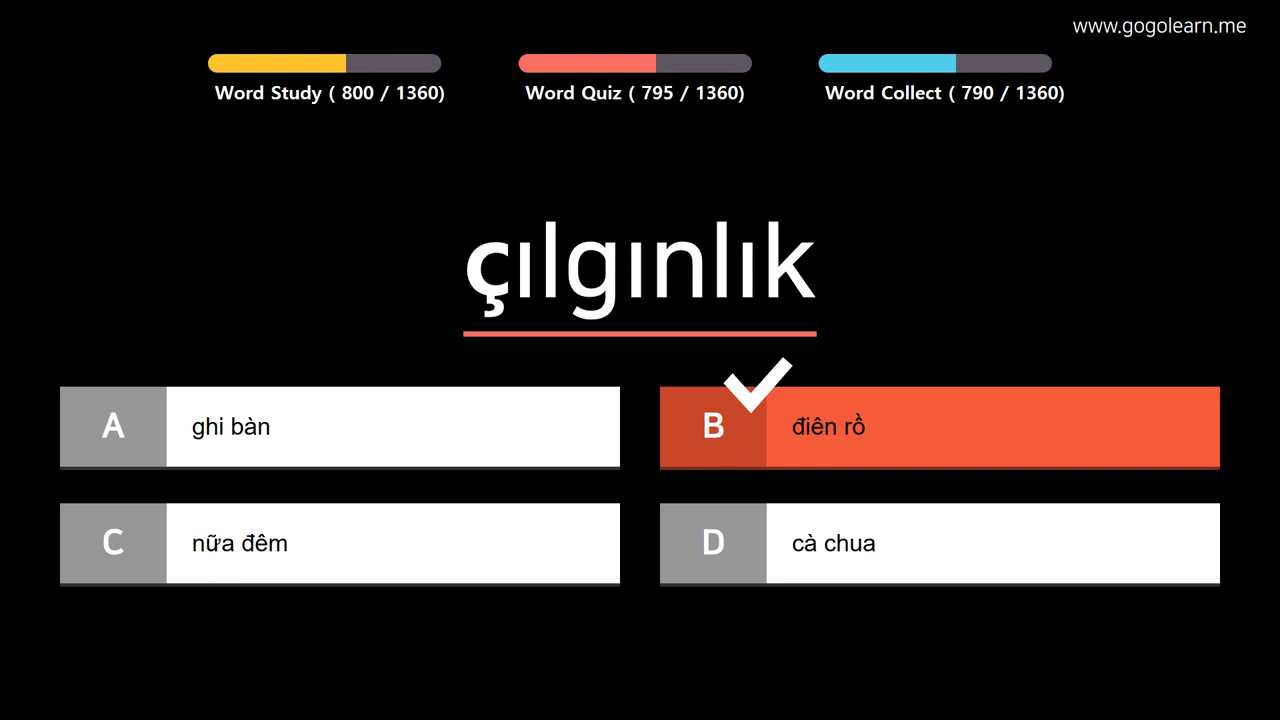 www.gogolearn.me
Word Study ( 800 / 1360)
Word Quiz ( 795 / 1360)
Word Collect ( 790 / 1360)
çılgınlık
A
ghi bàn
B
điên rồ
C
nữa đêm
D
cà chua